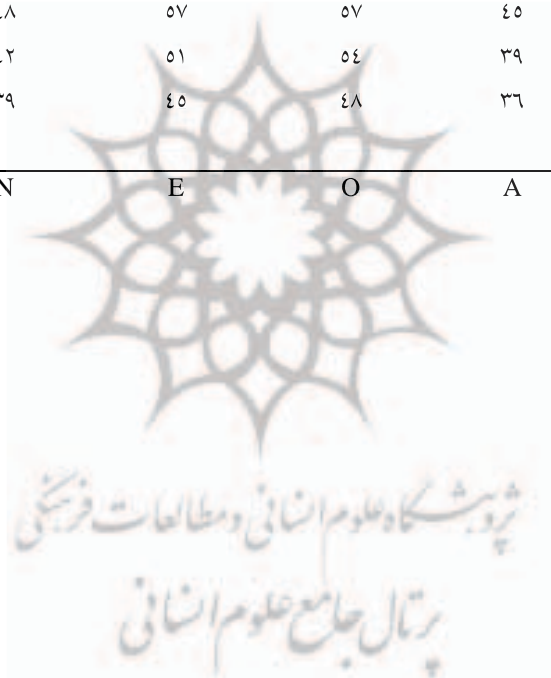 ٥٧ ٥٧ ٤٥
٥١ ٥٤ ٣٩
٤٥ ٤٨ ٣٦
N E O A
پژوهشگاه علوم انسانی و مطالعات فرهنگی
پرتال جامع علوم انسانی